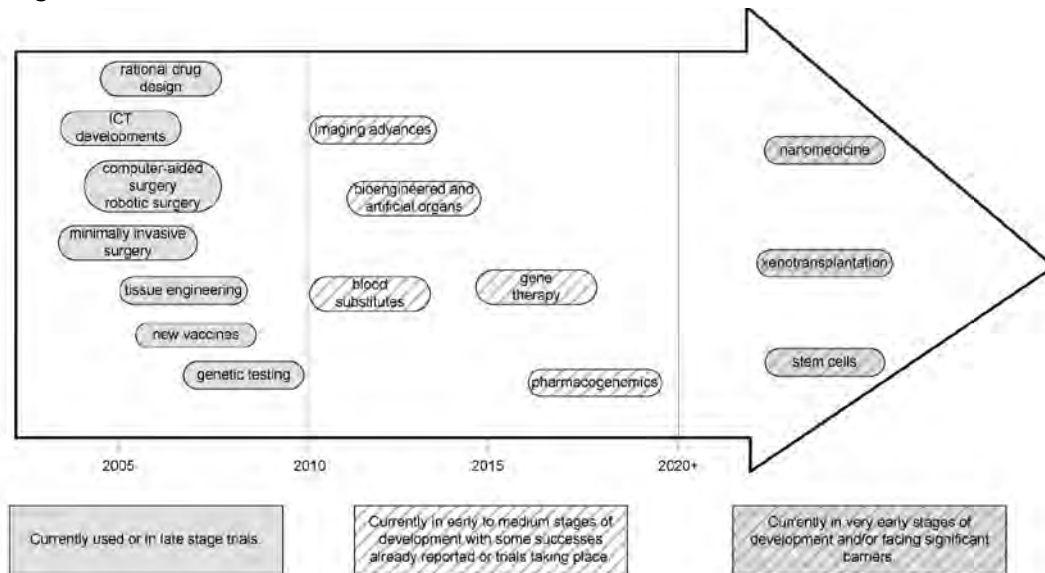 rational drug
design
ICT
developments
imaging advances
nanomedicine
computer-aided
surgery
robotic surgery
bioengineered and
artificial organs
minimally invasive
surgery
xenotransplantation
tissue engineering
blood
substitutes
gene
therapy
new vaccines
genetic testing
pharmacogenomics
stem cells
2005
2010
2015
2020+
Currently used or in late stage trials.
Currently in early to medium stages of
development with some successes
already reported or trials taking place
Currently in very early stages of
development and/or facing significant
barriers